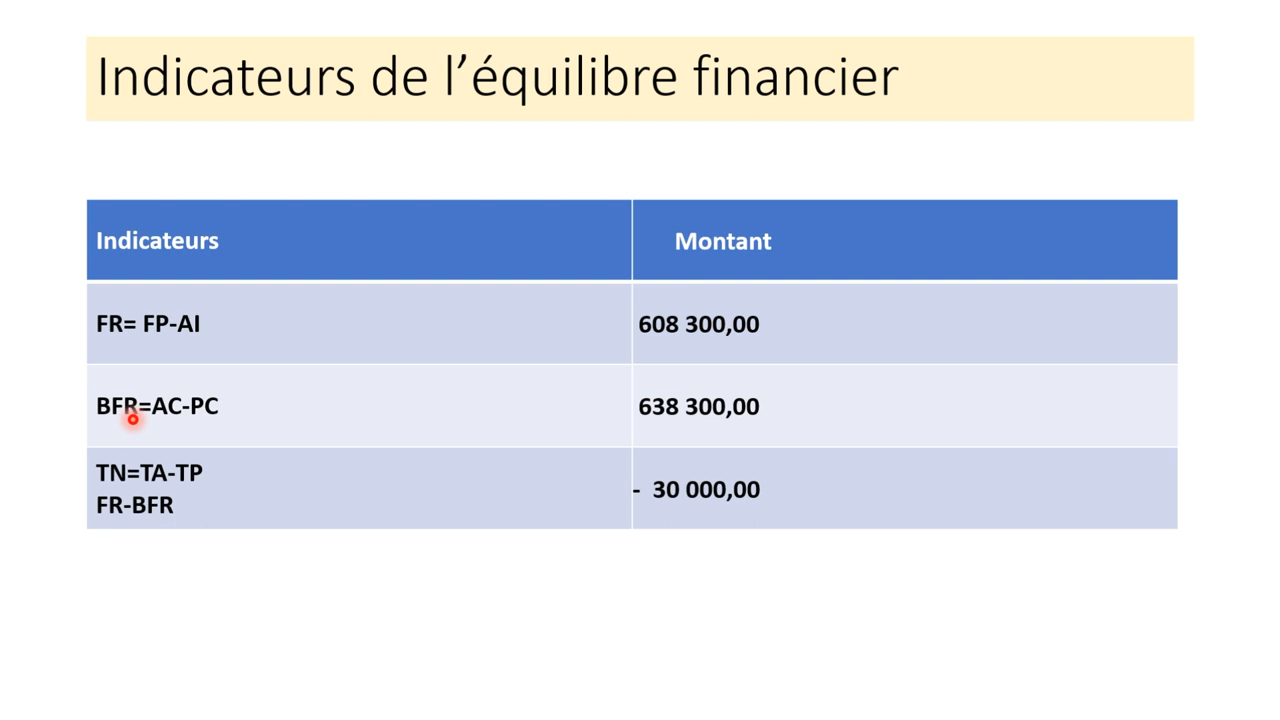 Indicateurs de l’équilibre financier
Indicateurs
Montant
FR= FP-AI
608 300,00
BFR=AC-PC
638 300,00
TN=TA-TP
FR-BFR
- 30 000,00